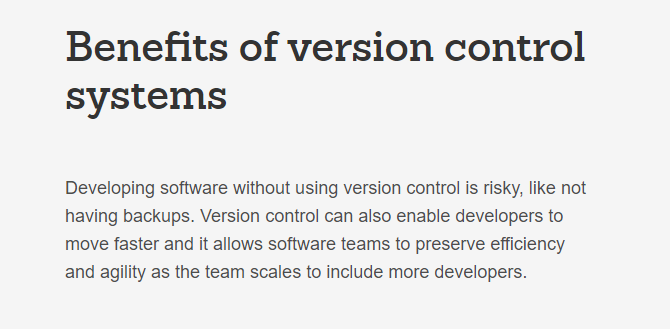 Benefits of version control
systems
Developing software without using version control is risky, like not
having backups. Version control can also enable developers to
move faster and it allows software teams to preserve efficiency
and agility as the team scales to include more developers.